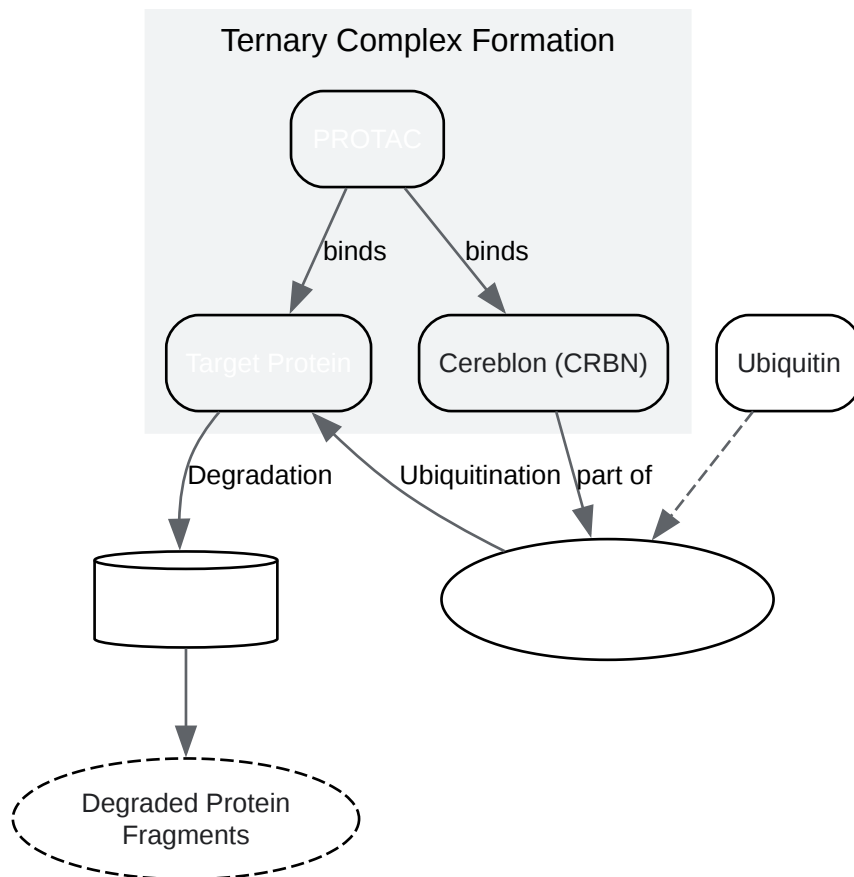 Ternary Complex Formation
PROTAC
binds binds
Target Protein Cereblon (CRBN) Ubiquitin
Degradation Ubiquitination part of
Degraded Protein
Fragments